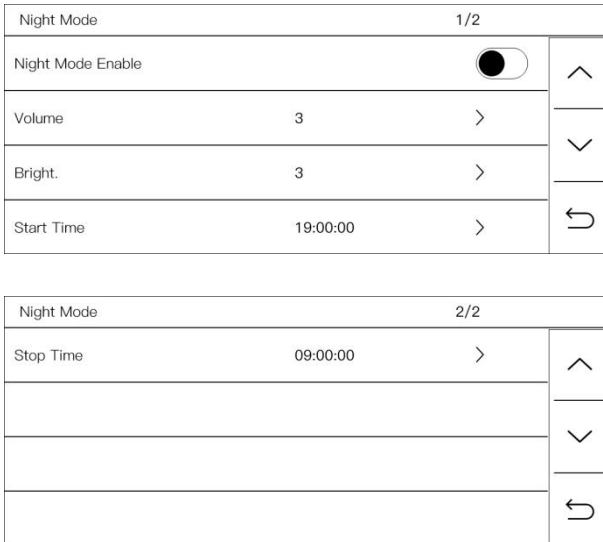 Night Mode 1/2
Night Mode Enable
Volume 3
Bright. 3
Start Time 19:00:00
Night Mode 2/2
Stop Time 09:00:00